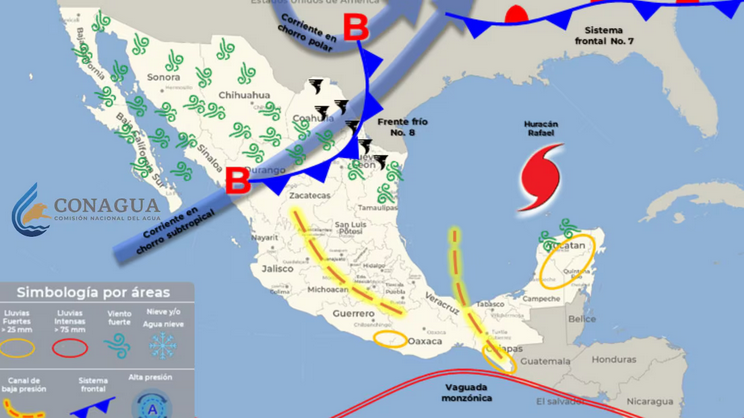 Estados Unidos de América
Corriente en
chorro polar
B
Sistema
frontal No. 7
Baja
California
Sonora
Chihuahua
Coahuila
Frente frío
No. 8
Huracán
Rafael
Baja California Sur
Sinaloa
Durango
Nuevo
León
B
CONAGUA
COMISIÓN NACIONAL DEL AGUA
Corriente en
chorro subtropical
Zacatecas
Tamaulipas
San Luis
Potosí
Nayarit
Jalisco
Hidalgo
Michoacán
Guerrero
Oaxaca
Veracruz
Tabasco
Chiapas
Yucatán
Quintana
Roo
Campeche
Belice
Guatemala
Honduras
El salvador
Nicaragua
Vaguada
monzónica
Simbología por áreas
Lluvias
Fuertes
> 25 mm
Lluvias
Intensas
> 75 mm
Viento
fuerte
Nieve y/o
Agua nieve
Canal de
baja presión
Sistema
frontal
Alta presión
A